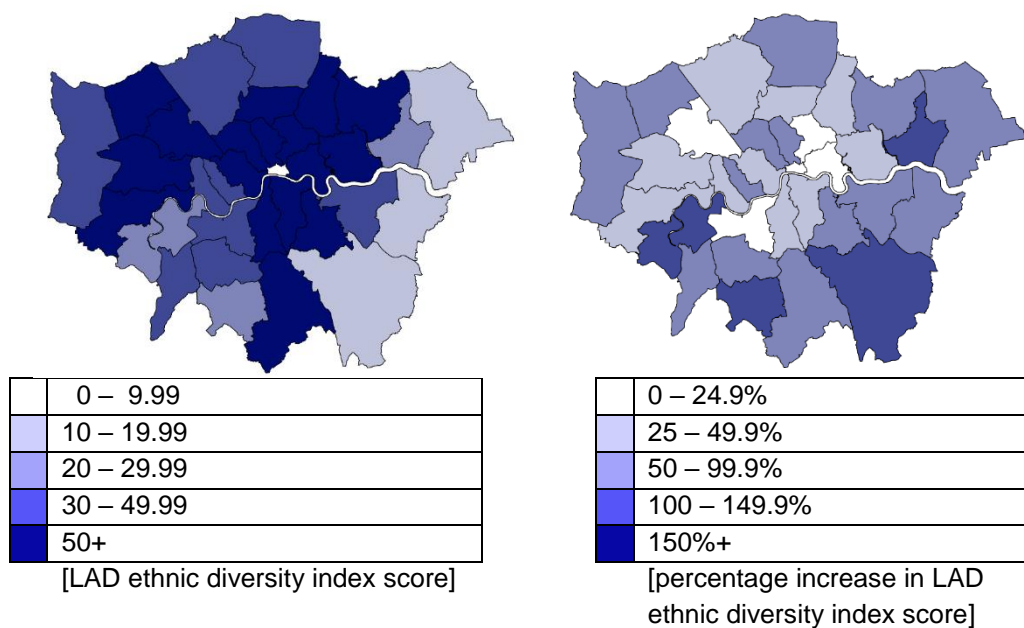 0 – 9.99
10 – 19.99
20 – 29.99
30 – 49.99
50+
[LAD ethnic diversity index score]
0 – 24.9%
25 – 49.9%
50 – 99.9%
100 – 149.9%
150%+
[percentage increase in LAD
ethnic diversity index score]